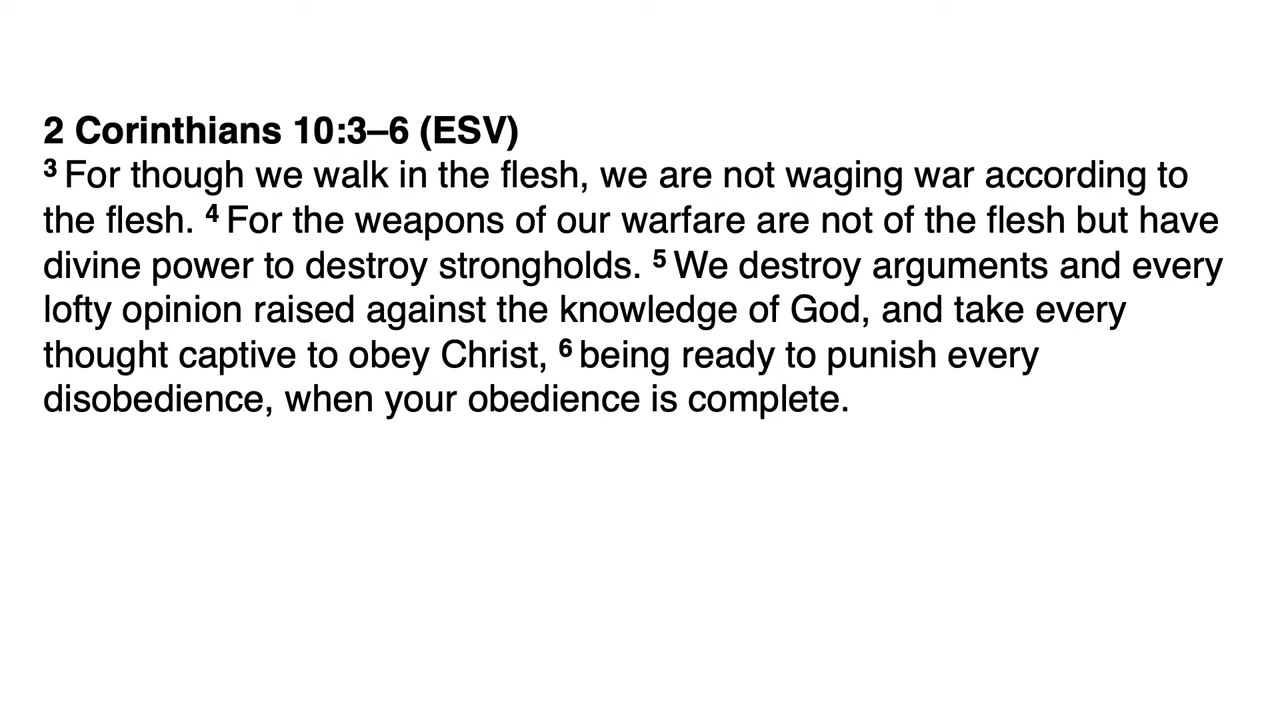 2 Corinthians 10:3–6 (ESV)
³ For though we walk in the flesh, we are not waging war according to
the flesh. ⁴ For the weapons of our warfare are not of the flesh but have
divine power to destroy strongholds. ⁵ We destroy arguments and every
lofty opinion raised against the knowledge of God, and take every
thought captive to obey Christ, ⁶ being ready to punish every
disobedience, when your obedience is complete.